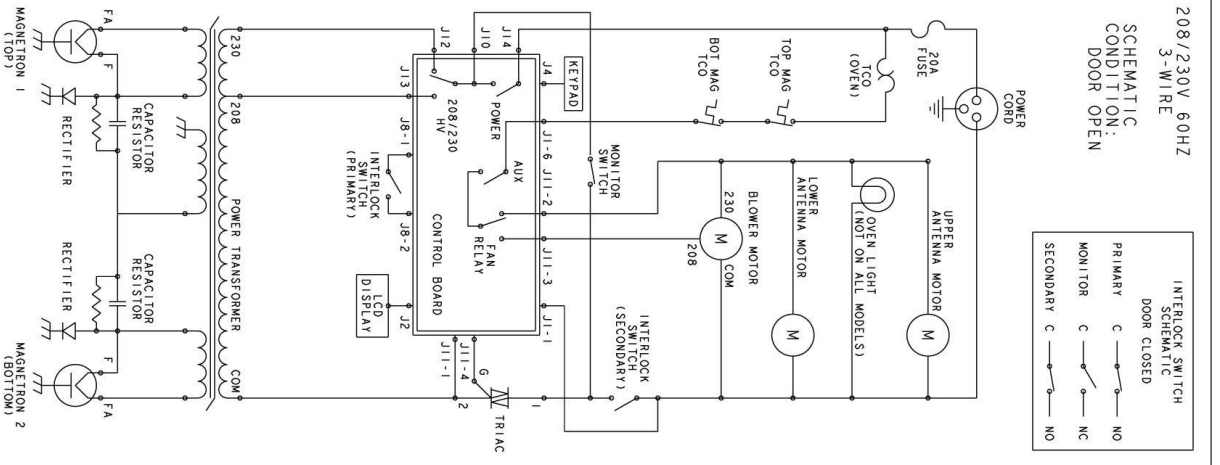 208/230V 60HZ
3-WIRE
SCHEMATIC
CONDITION:
DOOR OPEN
POWER
CORD
20A
FUSE
TCO
(OVEN)
TOP MAG
TCO
BOT MAG
TCO
INTERLOCK SWITCH
SCHEMATIC
DOOR CLOSED
PRIMARY C NO
MONITOR C NC
SECONDARY C NO
UPPER
ANTENNA MOTOR
OVEN LIGHT
(NOT ON ALL MODELS)
LOWER
ANTENNA MOTOR
BLOWER MOTOR
230
COM
208
M
M
M
MONITOR
SWITCH
INTERLOCK
SWITCH
(SECONDARY)
KEYPAD
J14
J10
J12
J4
J1-6
J11-2
J11-3
J1-1
J13
J8-1
J8-2
J2
J11-4
J11-1
POWER
208/230
HV
AUX
FAN
RELAY
CONTROL BOARD
INTERLOCK
SWITCH
(PRIMARY)
LCD
DISPLAY
G
2
1
TRIAC
230
208
POWER TRANSFORMER
COM
CAPACITOR
RESISTOR
RECTIFIER
CAPACITOR
RESISTOR
RECTIFIER
FA
F
MAGNETRON 1
(TOP)
F
FA
MAGNETRON 2
(BOTTOM)